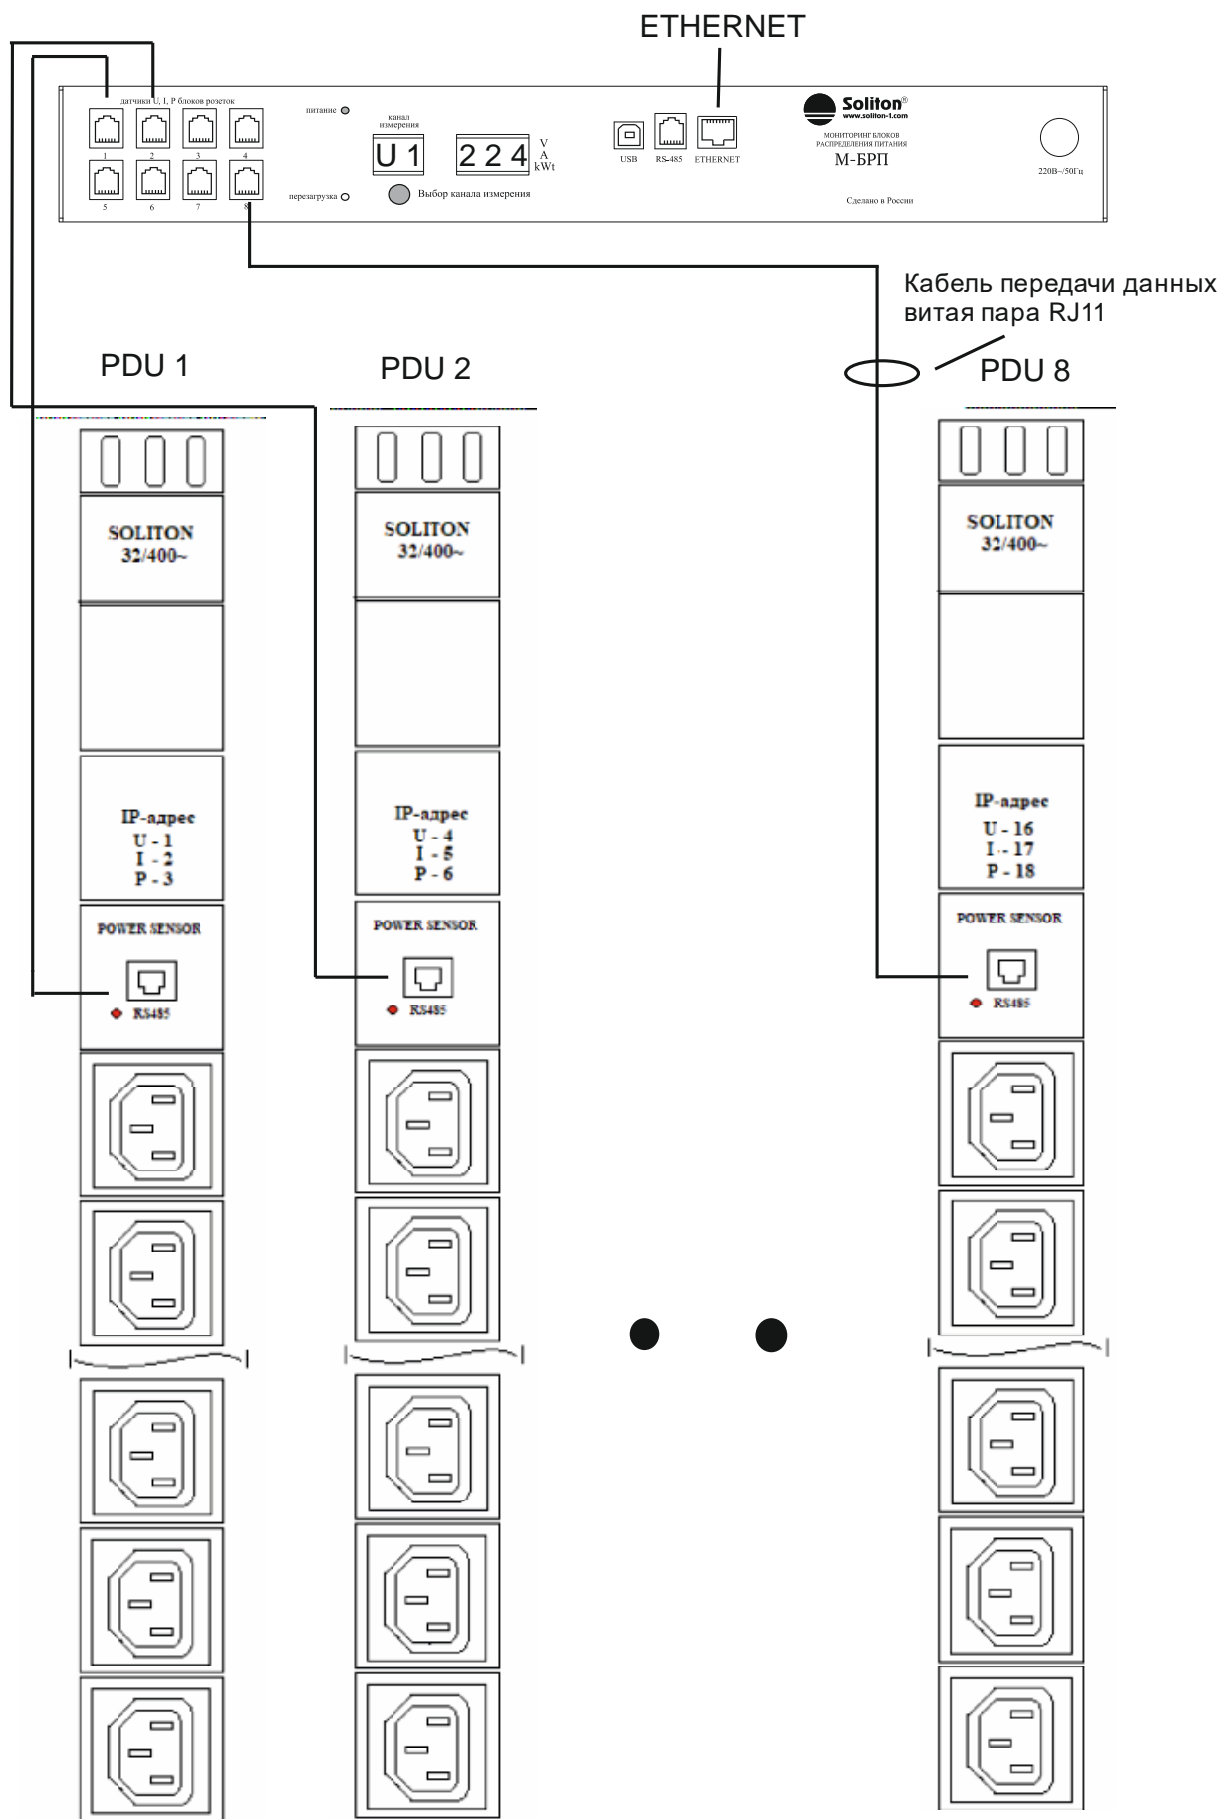 ETHERNET
датчики U, I, P блоков розеток
1 2 3 4
5 6 7 8
питание
перезагрузка
канал
измерения
U 1
2 2 4
V
A
kWt
Выбор канала измерения
USB
RS-485
ETHERNET
Soliton®
www.soliton-1.com
МОНИТОРИНГ БЛОКОВ
РАСПРЕДЕЛЕНИЯ ПИТАНИЯ
М-БРП
Сделано в России
220В~/50Гц
Кабель передачи данных
витая пара RJ11
PDU 1
PDU 2
PDU 8
SOLITON
32/400~
IP-адрес
U - 1
I - 2
P - 3
POWER SENSOR
RS485
SOLITON
32/400~
IP-адрес
U - 4
I - 5
P - 6
POWER SENSOR
RS485
SOLITON
32/400~
IP-адрес
U - 16
I - 17
P - 18
POWER SENSOR
RS485